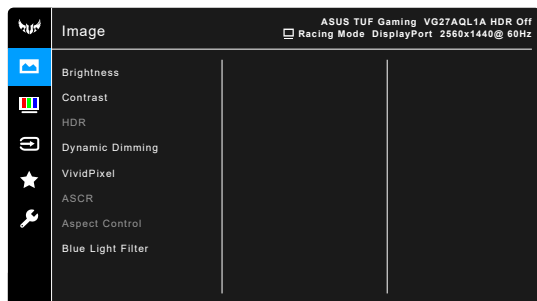 Image
ASUS TUF Gaming VG27AQL1A HDR Off
Racing Mode DisplayPort 2560x1440@ 60Hz
Brightness
Contrast
HDR
Dynamic Dimming
VividPixel
ASCR
Aspect Control
Blue Light Filter